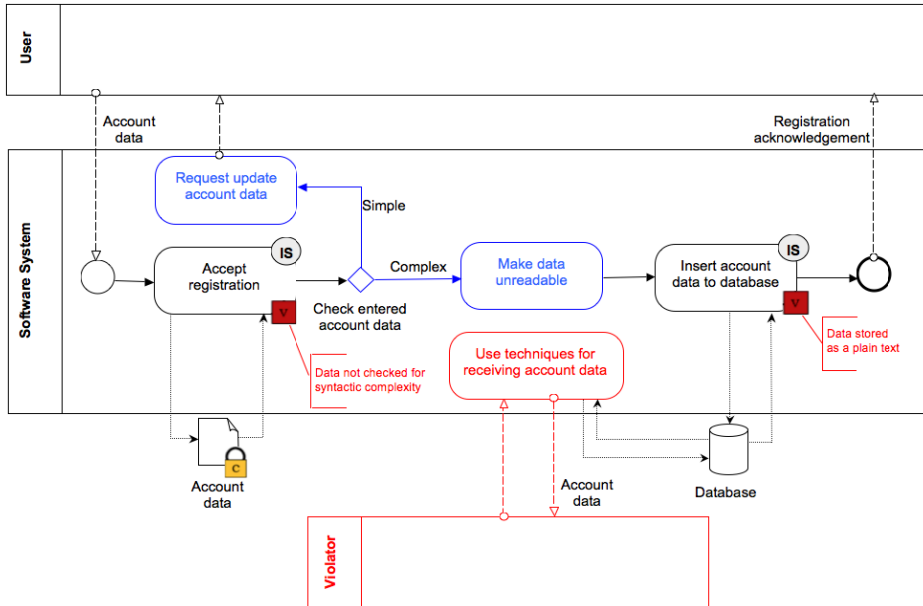 User
Account
data
Registration
acknowledgement
Software System
Request update
account data
Simple
IS
Accept
registration
V
Complex
Check entered
account data
Make data
unreadable
IS
Insert account
data to database
V
Data not checked for
syntactic complexity
Data stored
as a plain text
Use techniques for
receiving account data
C
Account
data
Database
Account
data
Violator